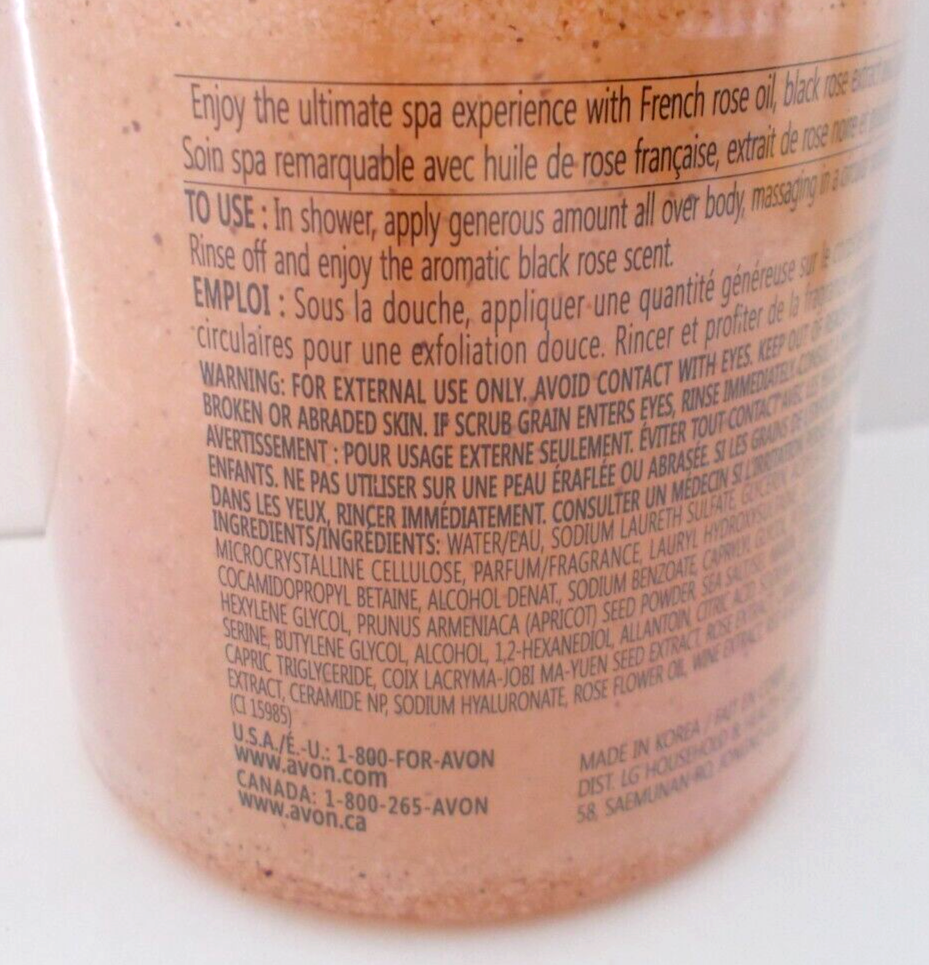 Enjoy the ultimate spa experience with French rose oil, black rose extract
Soin spa remarquable avec huile de rose française, extrait de rose noire et
TO USE : In shower, apply generous amount all over body, massaging in a
Rinse off and enjoy the aromatic black rose scent.
EMPLOI : Sous la douche, appliquer une quantité généreuse sur le
circulaires pour une exfoliation douce. Rincer et profiter de la
WARNING: FOR EXTERNAL USE ONLY. AVOID CONTACT WITH EYES. KEEP OUT OF
BROKEN OR ABRADED SKIN. IF SCRUB GRAIN ENTERS EYES, RINSE IMMEDIATELY.
AVERTISSEMENT : POUR USAGE EXTERNE SEULEMENT. ÉVITER TOUT CONTACT AVEC LES
ENFANTS. NE PAS UTILISER SUR UNE PEAU ÉRAFLÉE OU ABRASÉE. SI LES GRAINS DE
DANS LES YEUX, RINCER IMMÉDIATEMENT. CONSULTER UN MÉDECIN SI L'IRRITATION
INGREDIENTS/INGRÉDIENTS: WATER/EAU, SODIUM LAURETH SULFATE, GLYCERIN,
MICROCRYSTALLINE CELLULOSE, PARFUM/FRAGRANCE, LAURYL
COCAMIDOPROPYL BETAINE, ALCOHOL DENAT, SODIUM BENZOATE, CAPRYLYL GLYCOL,
HEXYLENE GLYCOL, PRUNUS ARMENIACA (APRICOT) SEED POWDER, SEA
SERINE, BUTYLENE GLYCOL, ALCOHOL, 1,2-HEXANEDIOL, ALLANTOIN, CITRIC ACID,
CAPRIC TRIGLYCERIDE, COIX LACRYMA-JOBI MA-YUEN SEED EXTRACT, ROSE
EXTRACT, CERAMIDE NP, SODIUM HYALURONATE, ROSE FLOWER OIL, WINE EXTRACT,
(CI 15985)
U.S.A./É.-U.: 1-800-FOR-AVON
www.avon.com
CANADA: 1-800-265-AVON
www.avon.ca
MADE IN KOREA / FAIT EN
DIST. LG HOUSEHOLD &
58, SAEMUNAN-RO,